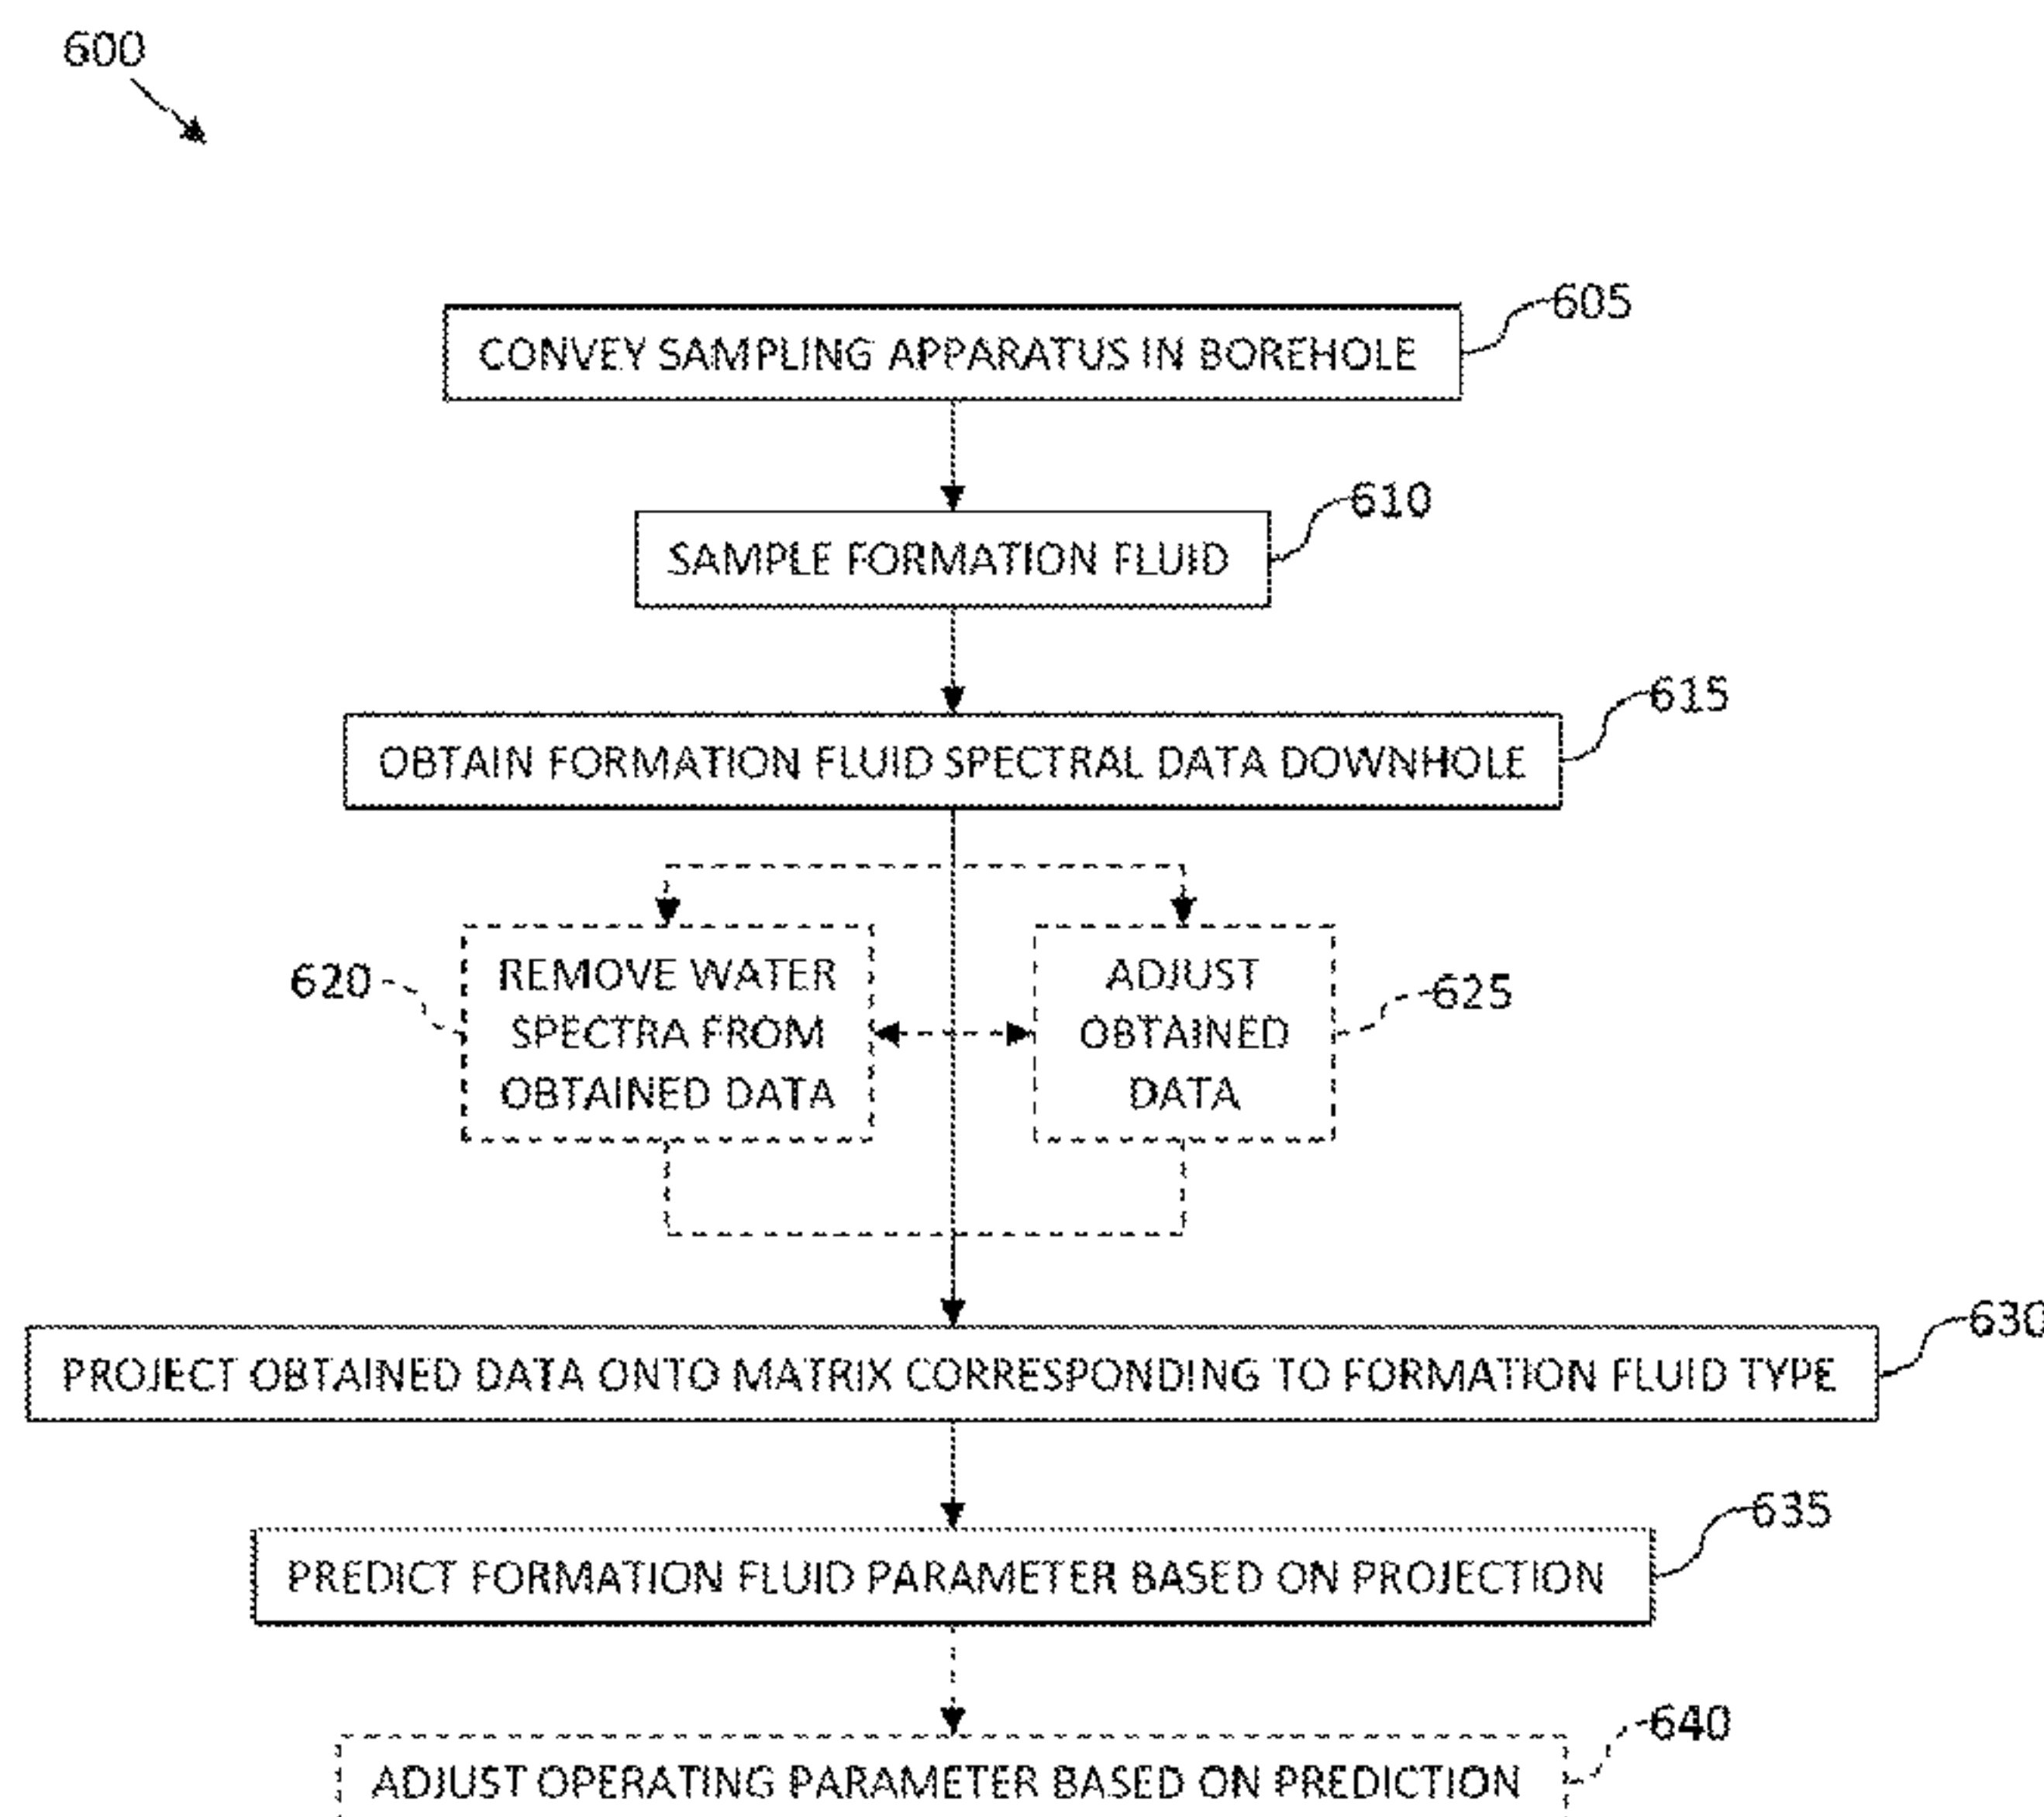 600
605
CONVEY SAMPLING APPARATUS IN BOREHOLE
610
SAMPLE FORMATION FLUID
615
OBTAIN FORMATION FLUID SPECTRAL DATA DOWNHOLE
620
REMOVE WATER
SPECTRA FROM
OBTAINED DATA
ADJUST
OBTAINED
DATA
625
630
PROJECT OBTAINED DATA ONTO MATRIX CORRESPONDING TO FORMATION FLUID TYPE
635
PREDICT FORMATION FLUID PARAMETER BASED ON PROJECTION
640
ADJUST OPERATING PARAMETER BASED ON PREDICTION